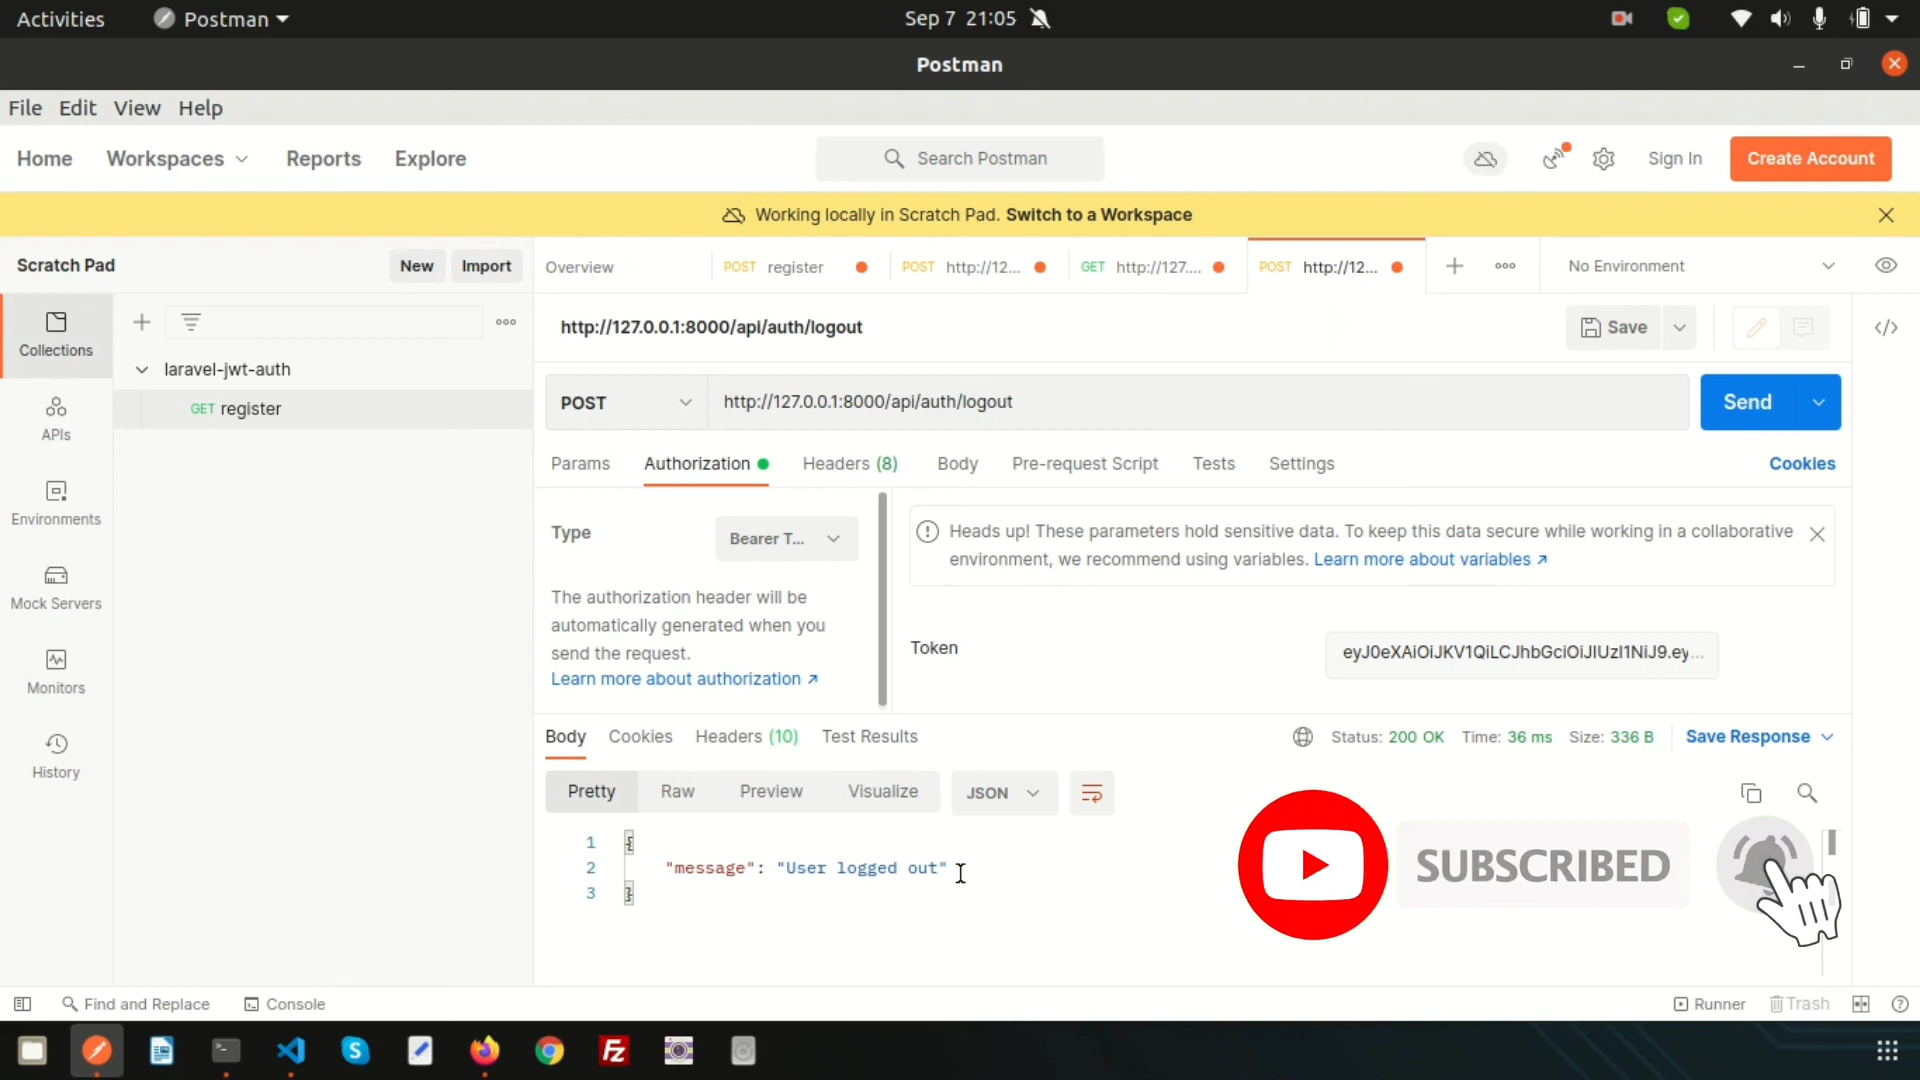 Activities Postman Sep 7 21:05
Postman
File Edit View Help
Home Workspaces Reports Explore Search Postman Sign In Create Account
Working locally in Scratch Pad. Switch to a Workspace
Scratch Pad New Import Overview POST register POST http://12... GET http://127.... POST http://12... No Environment
Collections
laravel-jwt-auth
GET register
APIs
Environments
Mock Servers
Monitors
History
http://127.0.0.1:8000/api/auth/logout Save
POST http://127.0.0.1:8000/api/auth/logout Send
Params Authorization Headers (8) Body Pre-request Script Tests Settings Cookies
Type Bearer T...
The authorization header will be
automatically generated when you
send the request.
Learn more about authorization ↗
Heads up! These parameters hold sensitive data. To keep this data secure while working in a collaborative
environment, we recommend using variables. Learn more about variables ↗
Token eyJ0eXAiOiJKV1QiLCJhbGciOiJIUzI1NiJ9.ey...
Body Cookies Headers (10) Test Results Status: 200 OK Time: 36 ms Size: 336 B Save Response
Pretty Raw Preview Visualize JSON
1 {
2 "message": "User logged out"
3 }
SUBSCRIBED
Find and Replace Console Runner Trash